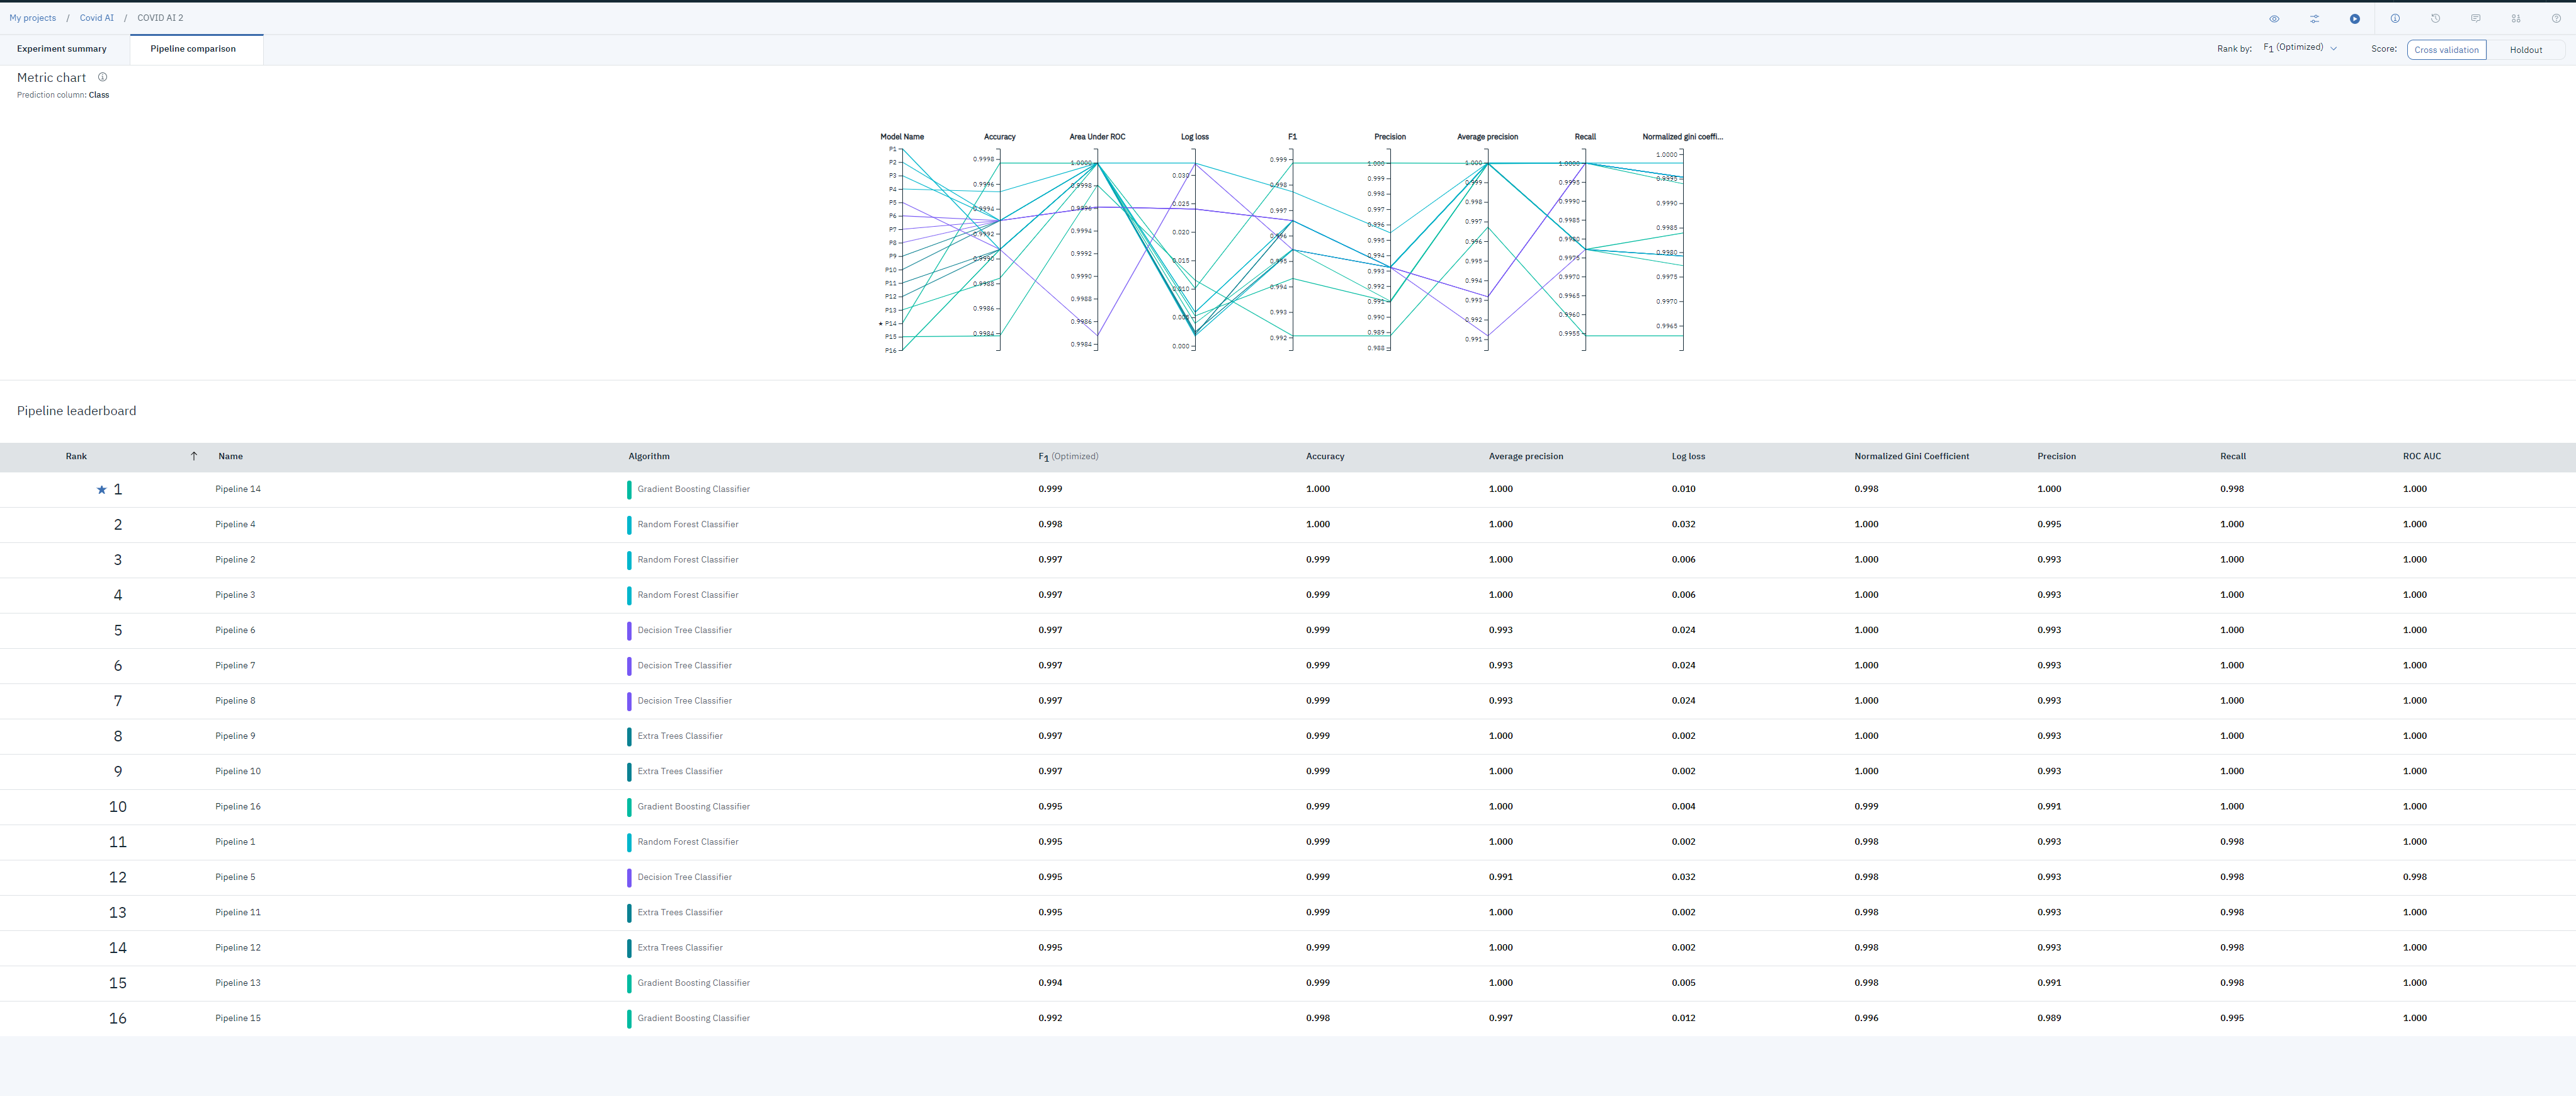 My projects / Covid AI / COVID AI 2
Experiment summary Pipeline comparison Rank by: F1 (Optimized) Score: Cross validation Holdout
Metric chart
Prediction column: Class
Model Name Accuracy Area Under ROC Log loss F1 Precision Average precision Recall Normalized gini coeffi...
P1
P2
P3
P4
P5
P6
P7
P8
P9
P10
P11
P12
P13
★ P14
P15
P16
0.9998
0.9996
0.9994
0.9992
0.9990
0.9988
0.9986
0.9984
1.0000
0.9998
0.9996
0.9994
0.9992
0.9990
0.9988
0.9986
0.9984
0.030
0.025
0.020
0.015
0.010
0.005
0.000
0.999
0.998
0.997
0.996
0.995
0.994
0.993
0.992
1.000
0.999
0.998
0.997
0.996
0.995
0.994
0.993
0.992
0.991
0.990
0.989
0.988
1.000
0.999
0.998
0.997
0.996
0.995
0.994
0.993
0.992
0.991
1.0000
0.9995
0.9990
0.9985
0.9980
0.9975
0.9970
0.9965
0.9960
0.9955
1.0000
0.9995
0.9990
0.9985
0.9980
0.9975
0.9970
0.9965
Pipeline leaderboard
Rank ↑ Name Algorithm F1 (Optimized) Accuracy Average precision Log loss Normalized Gini Coefficient Precision Recall ROC AUC
★ 1 Pipeline 14 Gradient Boosting Classifier 0.999 1.000 1.000 0.010 0.998 1.000 0.998 1.000
2 Pipeline 4 Random Forest Classifier 0.998 1.000 1.000 0.032 1.000 0.995 1.000 1.000
3 Pipeline 2 Random Forest Classifier 0.997 0.999 1.000 0.006 1.000 0.993 1.000 1.000
4 Pipeline 3 Random Forest Classifier 0.997 0.999 1.000 0.006 1.000 0.993 1.000 1.000
5 Pipeline 6 Decision Tree Classifier 0.997 0.999 0.993 0.024 1.000 0.993 1.000 1.000
6 Pipeline 7 Decision Tree Classifier 0.997 0.999 0.993 0.024 1.000 0.993 1.000 1.000
7 Pipeline 8 Decision Tree Classifier 0.997 0.999 0.993 0.024 1.000 0.993 1.000 1.000
8 Pipeline 9 Extra Trees Classifier 0.997 0.999 1.000 0.002 1.000 0.993 1.000 1.000
9 Pipeline 10 Extra Trees Classifier 0.997 0.999 1.000 0.002 1.000 0.993 1.000 1.000
10 Pipeline 16 Gradient Boosting Classifier 0.995 0.999 1.000 0.004 0.999 0.991 1.000 1.000
11 Pipeline 1 Random Forest Classifier 0.995 0.999 1.000 0.002 0.998 0.993 0.998 1.000
12 Pipeline 5 Decision Tree Classifier 0.995 0.999 0.991 0.032 0.998 0.993 0.998 0.998
13 Pipeline 11 Extra Trees Classifier 0.995 0.999 1.000 0.002 0.998 0.993 0.998 1.000
14 Pipeline 12 Extra Trees Classifier 0.995 0.999 1.000 0.002 0.998 0.993 0.998 1.000
15 Pipeline 13 Gradient Boosting Classifier 0.994 0.999 1.000 0.005 0.998 0.991 0.998 1.000
16 Pipeline 15 Gradient Boosting Classifier 0.992 0.998 0.997 0.012 0.996 0.989 0.995 1.000